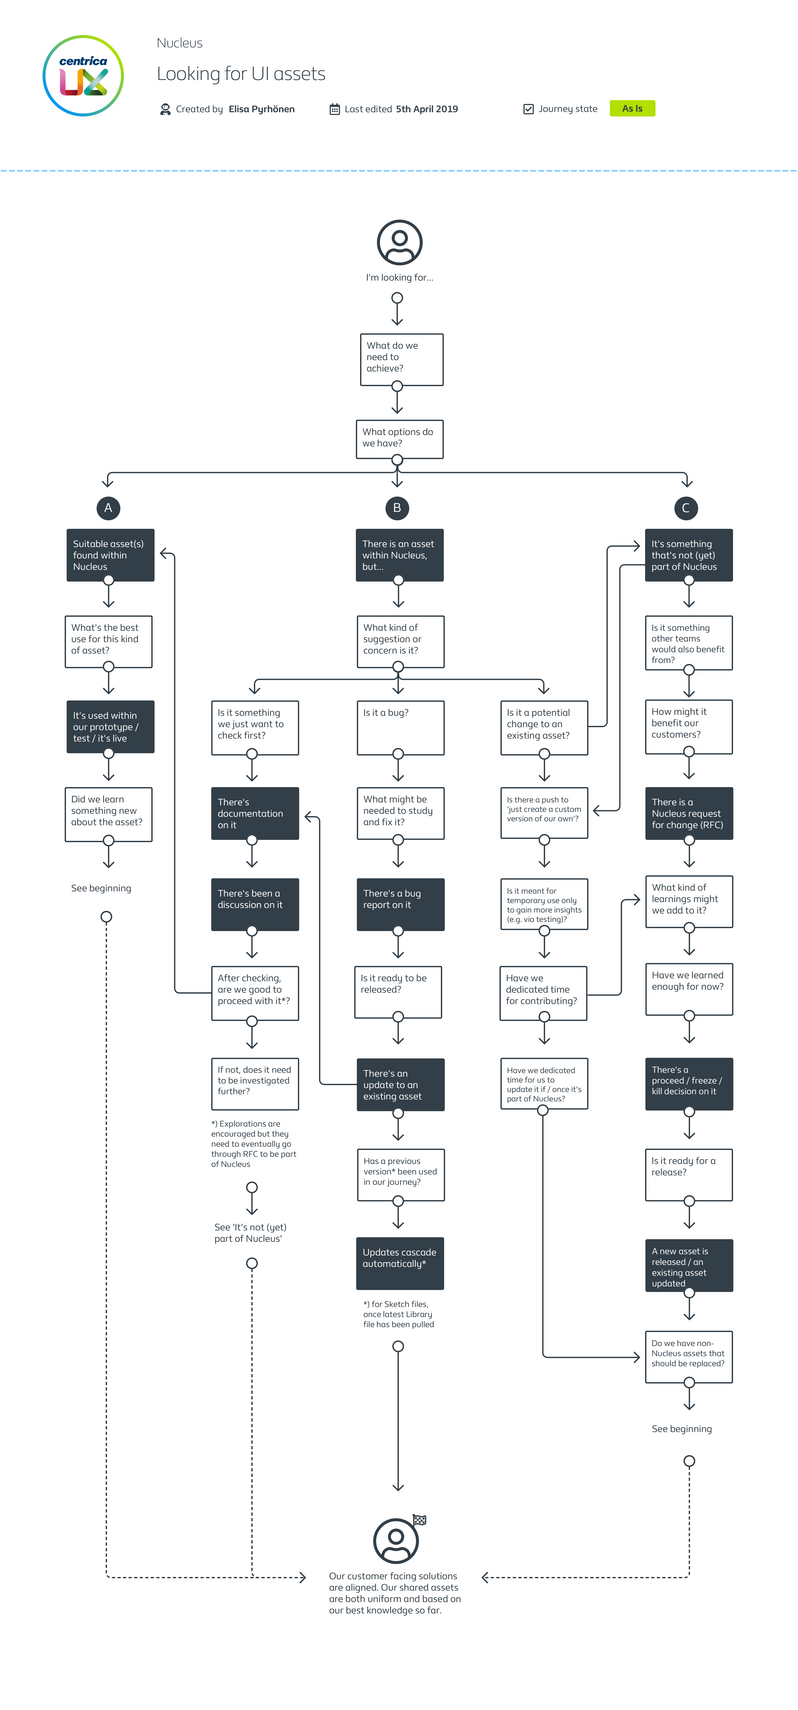 centrica
UX
Nucleus
Looking for UI assets
Created by Elisa Pyrhönen
Last edited 5th April 2019
Journey state
As Is
I'm looking for...
What do we
need to
achieve?
What options do
we have?
A
Suitable asset(s)
found within
Nucleus
What's the best
use for this kind
of asset?
It's used within
our prototype /
test / it's live
Did we learn
something new
about the asset?
See beginning
B
There is an asset
within Nucleus,
but...
What kind of
suggestion or
concern is it?
Is it something
we just want to
check first?
There's
documentation
on it
There's been a
discussion on it
After checking,
are we good to
proceed with it*?
If not, does it need
to be investigated
further?
*) Explorations are
encouraged but they
need to eventually go
through RFC to be part
of Nucleus
See 'It's not (yet)
part of Nucleus'
Is it a bug?
What might be
needed to study
and fix it?
There's a bug
report on it
Is it ready to be
released?
There's an
update to an
existing asset
Has a previous
version* been used
in our journey?
Updates cascade
automatically*
*) for Sketch files,
once latest Library
file has been pulled
Is it a potential
change to an
existing asset?
Is there a push to
'just create a custom
version of our own'?
Is it meant for
temporary use only
to gain more insights
(e.g. via testing)?
Have we
dedicated time
for contributing?
Have we dedicated
time for us to
update it if / once it's
part of Nucleus?
C
It's something
that's not (yet)
part of Nucleus
Is it something
other teams
would also benefit
from?
How might it
benefit our
customers?
There is a
Nucleus request
for change (RFC)
What kind of
learnings might
we add to it?
Have we learned
enough for now?
There's a
proceed / freeze /
kill decision on it
Is it ready for a
release?
A new asset is
released / an
existing asset
updated
Do we have non-
Nucleus assets that
should be replaced?
See beginning
Our customer facing solutions
are aligned. Our shared assets
are both uniform and based on
our best knowledge so far.